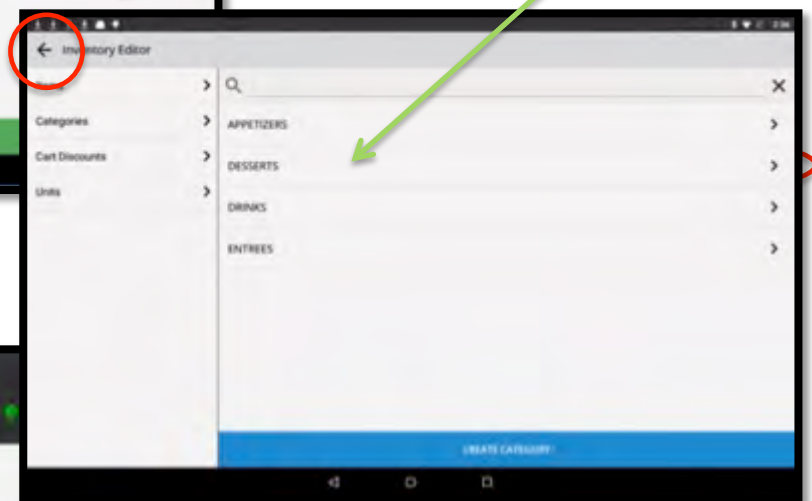 Inventory Editor
Categories
Cart Discounts
Units
APPETIZERS
DESSERTS
DRINKS
ENTREES
CREATE CATEGORY